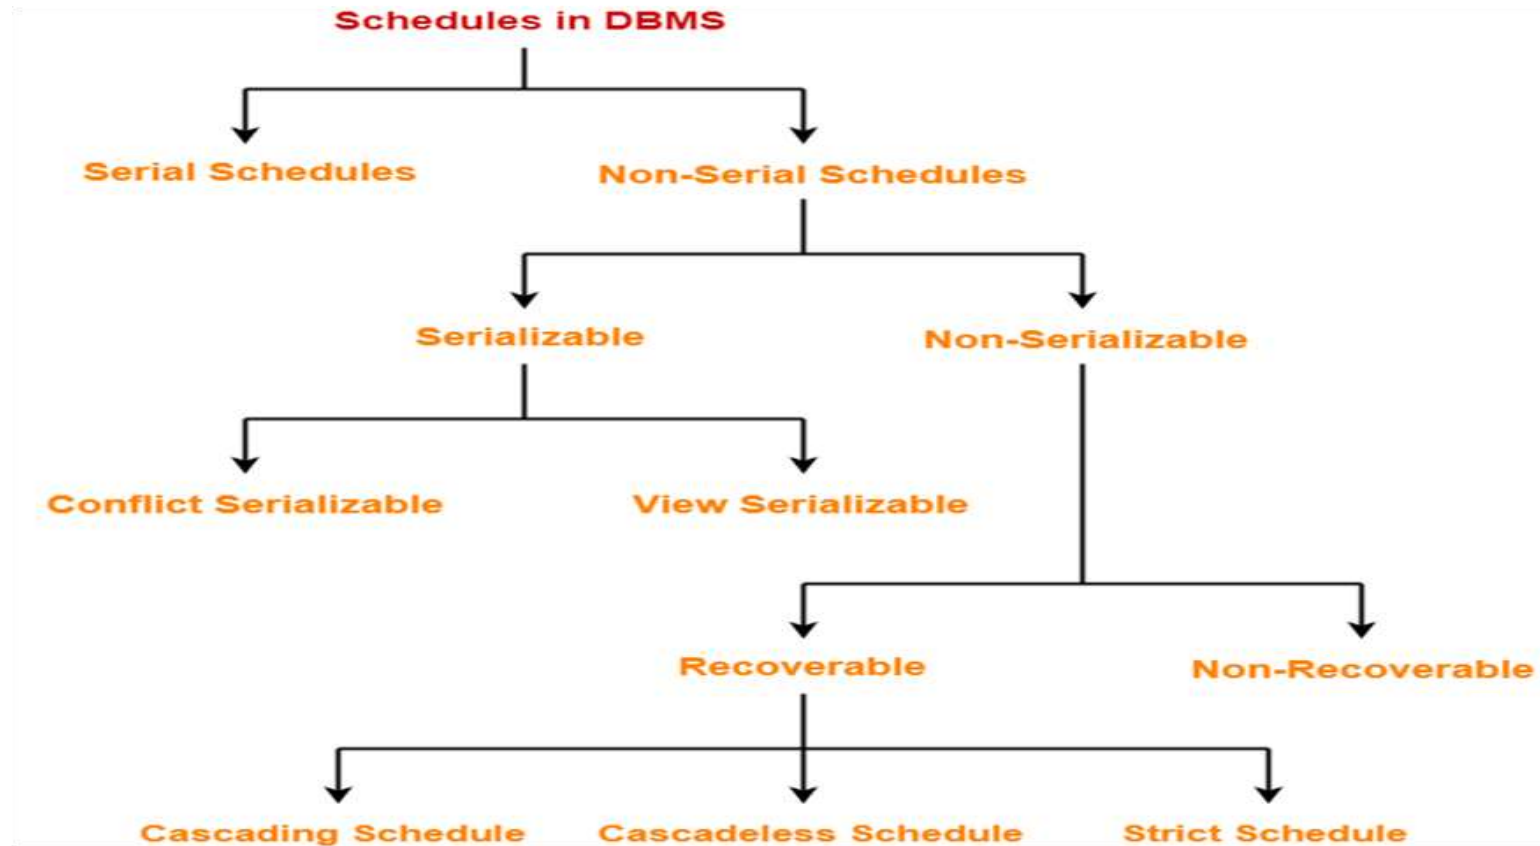 Schedules in DBMS
Serial Schedules
Non-Serial Schedules
Serializable
Non-Serializable
Conflict Serializable
View Serializable
Recoverable
Non-Recoverable
Cascading Schedule
Cascadeless Schedule
Strict Schedule